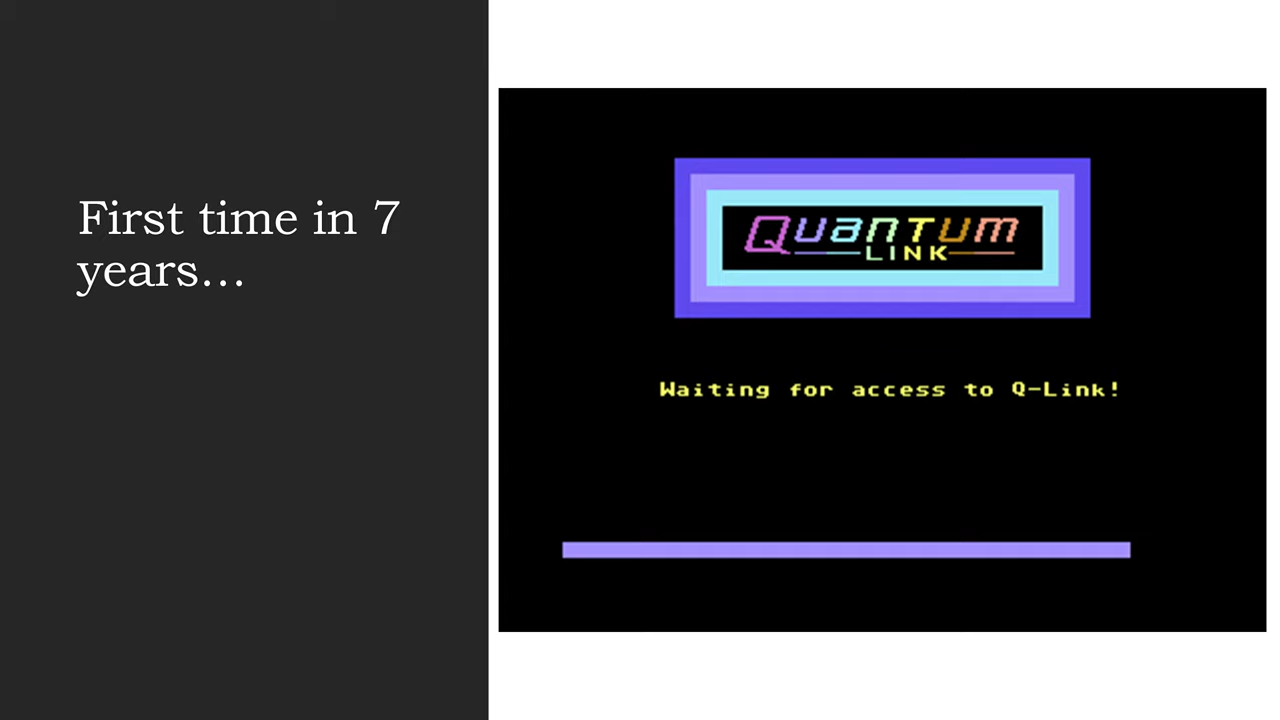 First time in 7
years...
Quantum
LINK
Waiting for access to Q-Link!